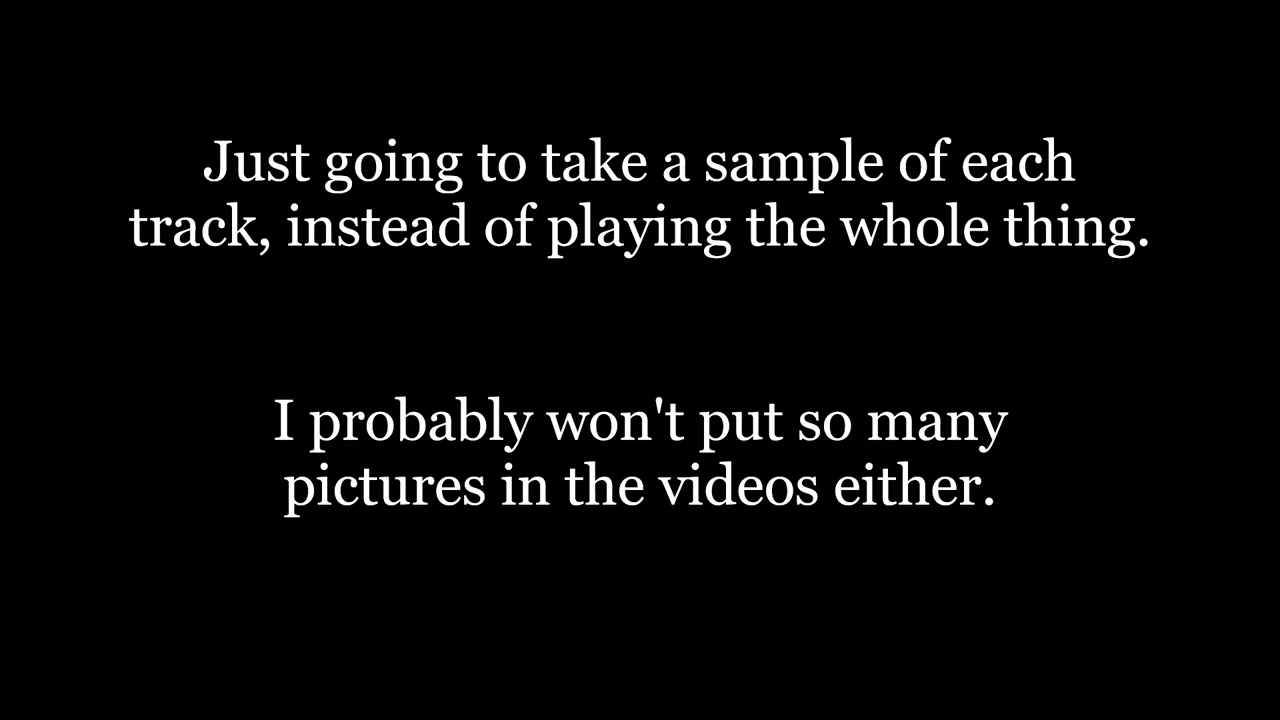 Just going to take a sample of each
track, instead of playing the whole thing.
I probably won't put so many
pictures in the videos either.